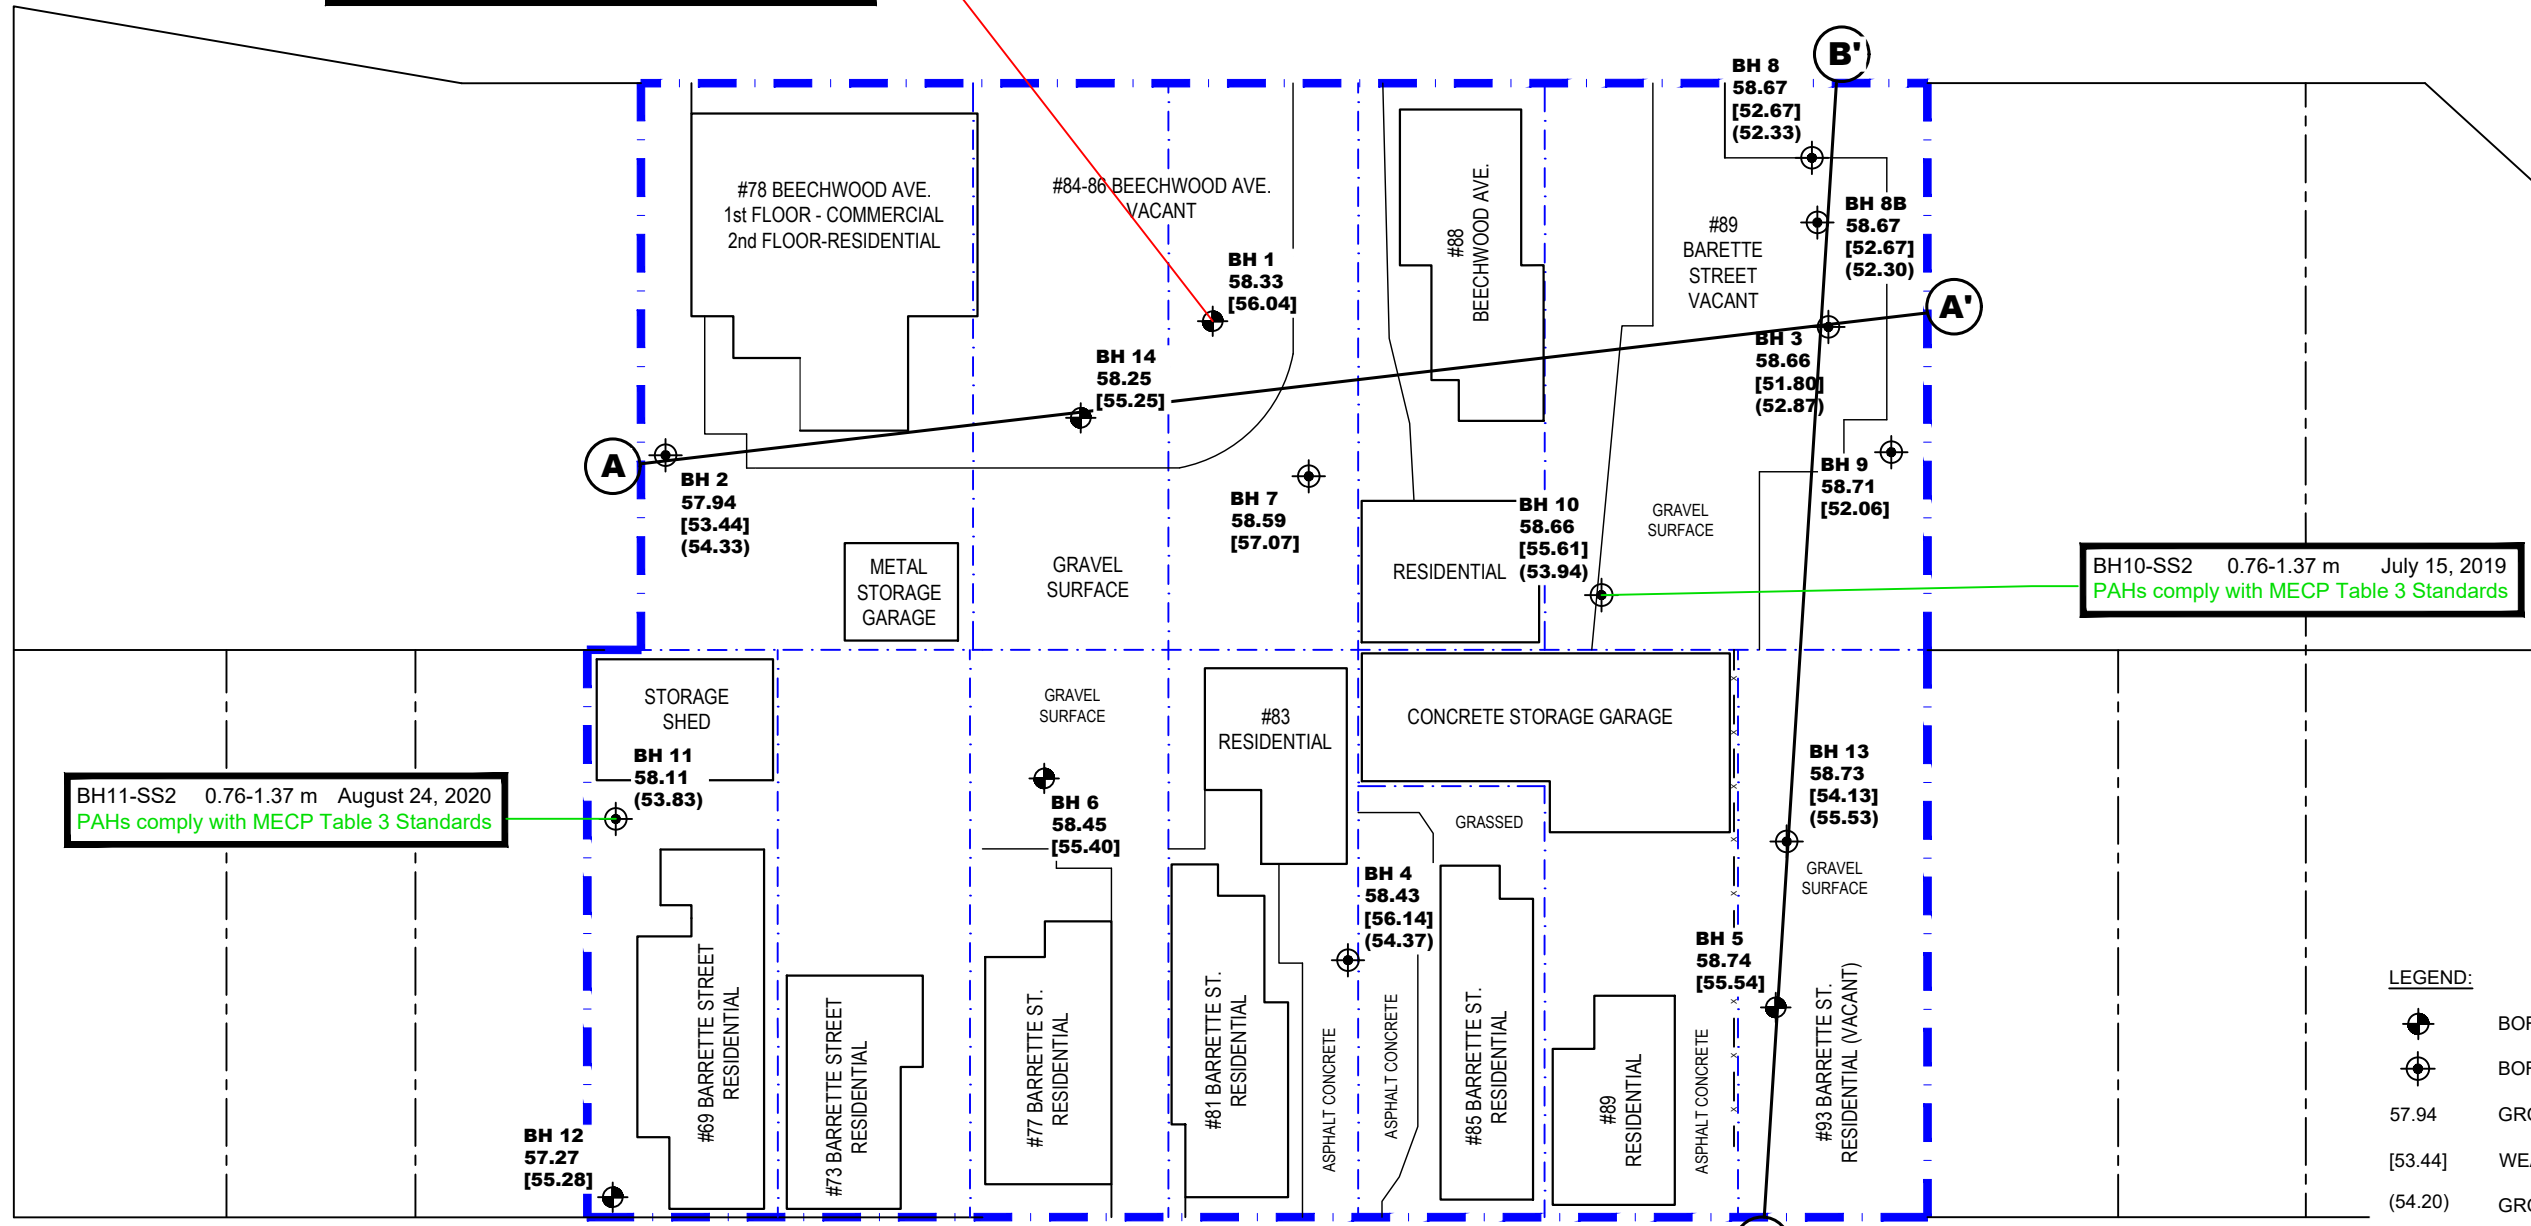 B'
BH 8
58.67
[52.67]
(52.33)
#78 BEECHWOOD AVE.
1st FLOOR - COMMERCIAL
2nd FLOOR-RESIDENTIAL
#84-86 BEECHWOOD AVE.
VACANT
#88
BEECHWOOD AVE.
#89
BARETTE
STREET
VACANT
BH 8B
58.67
[52.67]
(52.30)
BH 1
58.33
[56.04]
A'
BH 14
58.25
[55.25]
BH 3
58.66
[51.80]
(52.87)
A
BH 2
57.94
[53.44]
(54.33)
BH 7
58.59
[57.07]
BH 10
58.66
[55.61]
(53.94)
GRAVEL
SURFACE
BH 9
58.71
[52.06]
METAL
STORAGE
GARAGE
GRAVEL
SURFACE
RESIDENTIAL
BH10-SS2 0.76-1.37 m July 15, 2019
PAHs comply with MECP Table 3 Standards
STORAGE
SHED
GRAVEL
SURFACE
#83
RESIDENTIAL
CONCRETE STORAGE GARAGE
BH 11
58.11
(53.83)
BH11-SS2 0.76-1.37 m August 24, 2020
PAHs comply with MECP Table 3 Standards
BH 6
58.45
[55.40]
GRASSED
BH 13
58.73
[54.13]
(55.53)
GRAVEL
SURFACE
BH 4
58.43
[56.14]
(54.37)
BH 5
58.74
[55.54]
#69 BARRETTE STREET
RESIDENTIAL
#73 BARRETTE STREET
RESIDENTIAL
#77 BARRETTE ST.
RESIDENTIAL
#81 BARRETTE ST.
RESIDENTIAL
ASPHALT CONCRETE
ASPHALT CONCRETE
#85 BARRETTE ST.
RESIDENTIAL
#89
RESIDENTIAL
ASPHALT CONCRETE
#93 BARRETTE ST.
RESIDENTIAL (VACANT)
BH 12
57.27
[55.28]
LEGEND:
57.94
[53.44]
(54.20)